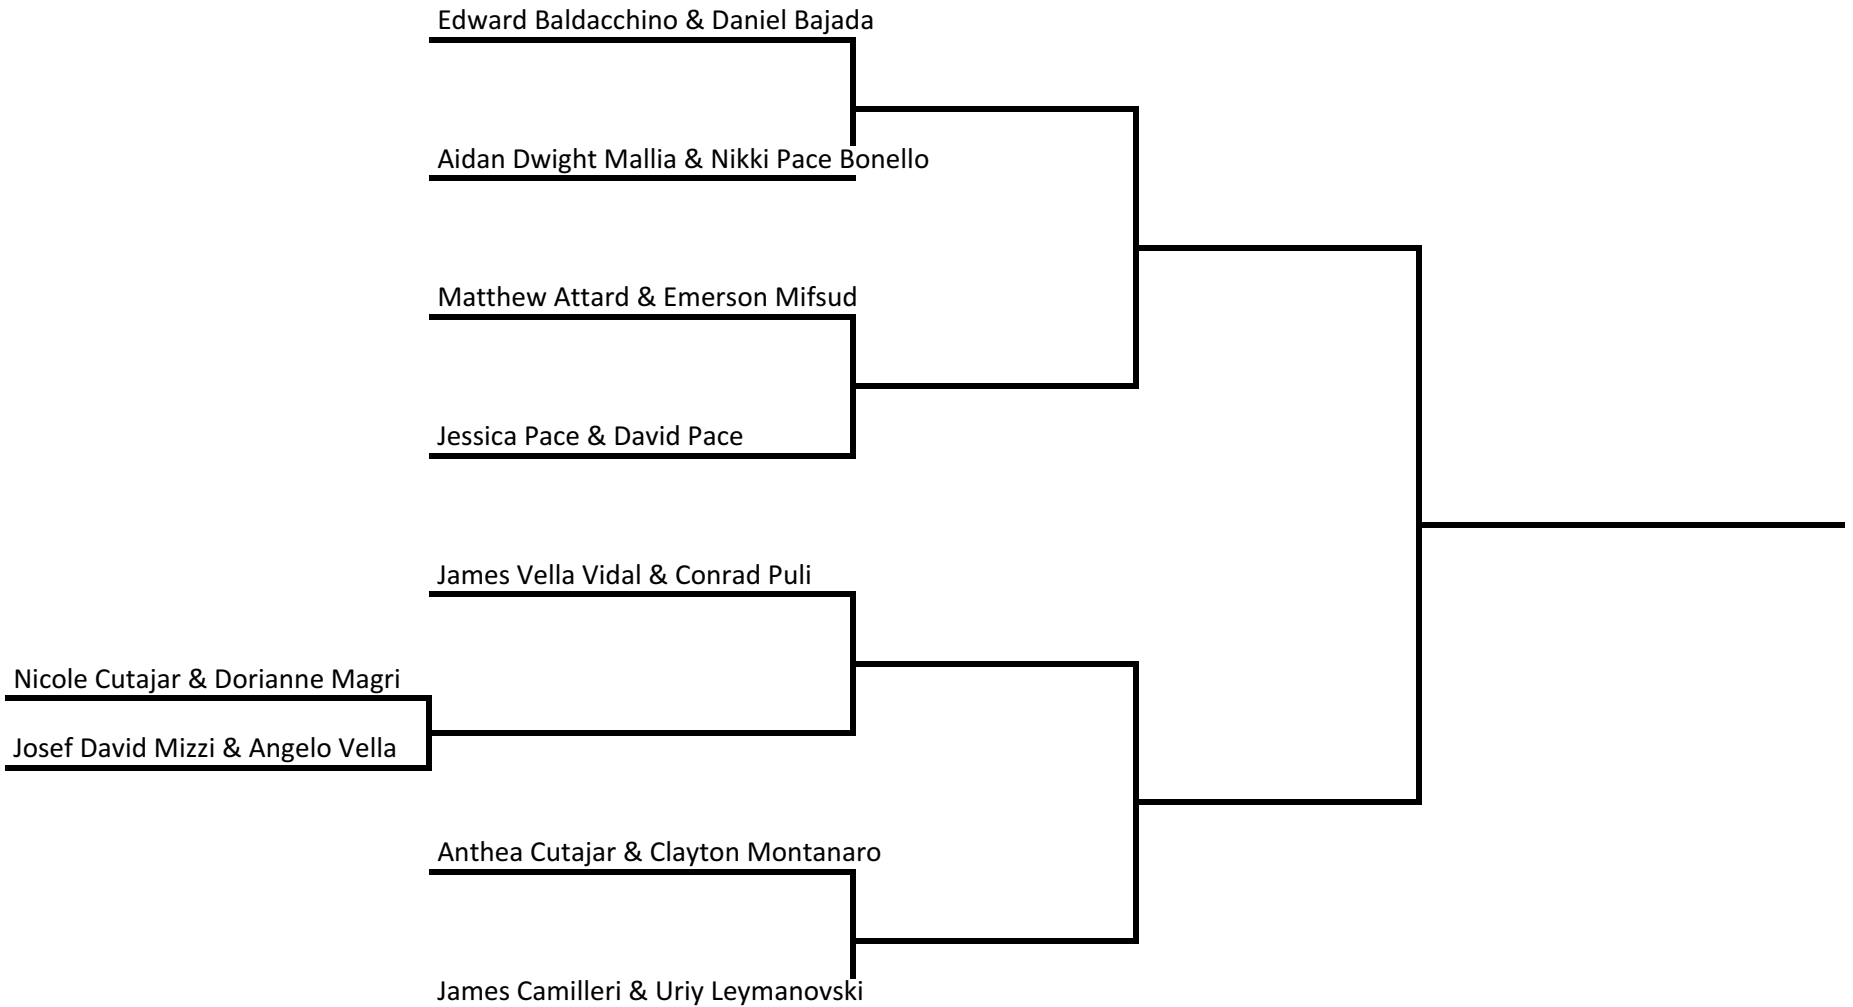 Edward Baldacchino & Daniel Bajada
Aidan Dwight Mallia & Nikki Pace Bonello
Matthew Attard & Emerson Mifsud
Jessica Pace & David Pace
James Vella Vidal & Conrad Puli
Nicole Cutajar & Dorianne Magri
Josef David Mizzi & Angelo Vella
Anthea Cutajar & Clayton Montanaro
James Camilleri & Uriy Leymanovski